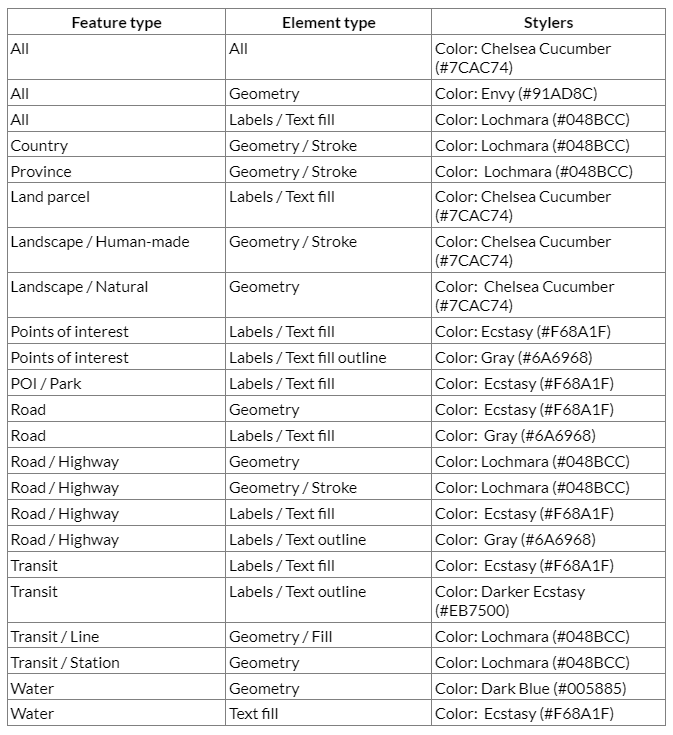 Feature type Element type Stylers
All All Color: Chelsea Cucumber
(#7CAC74)
All Geometry Color: Envy (#91AD8C)
All Labels / Text fill Color: Lochmara (#048BCC)
Country Geometry / Stroke Color: Lochmara (#048BCC)
Province Geometry / Stroke Color: Lochmara (#048BCC)
Land parcel Labels / Text fill Color: Chelsea Cucumber
(#7CAC74)
Landscape / Human-made Geometry / Stroke Color: Chelsea Cucumber
(#7CAC74)
Landscape / Natural Geometry Color: Chelsea Cucumber
(#7CAC74)
Points of interest Labels / Text fill Color: Ecstasy (#F68A1F)
Points of interest Labels / Text fill outline Color: Gray (#6A6968)
POI / Park Labels / Text fill Color: Ecstasy (#F68A1F)
Road Geometry Color: Ecstasy (#F68A1F)
Road Labels / Text fill Color: Gray (#6A6968)
Road / Highway Geometry Color: Lochmara (#048BCC)
Road / Highway Geometry / Stroke Color: Lochmara (#048BCC)
Road / Highway Labels / Text fill Color: Ecstasy (#F68A1F)
Road / Highway Labels / Text outline Color: Gray (#6A6968)
Transit Labels / Text fill Color: Ecstasy (#F68A1F)
Transit Labels / Text outline Color: Darker Ecstasy
(#EB7500)
Transit / Line Geometry / Fill Color: Lochmara (#048BCC)
Transit / Station Geometry Color: Lochmara (#048BCC)
Water Geometry Color: Dark Blue (#005885)
Water Text fill Color: Ecstasy (#F68A1F)